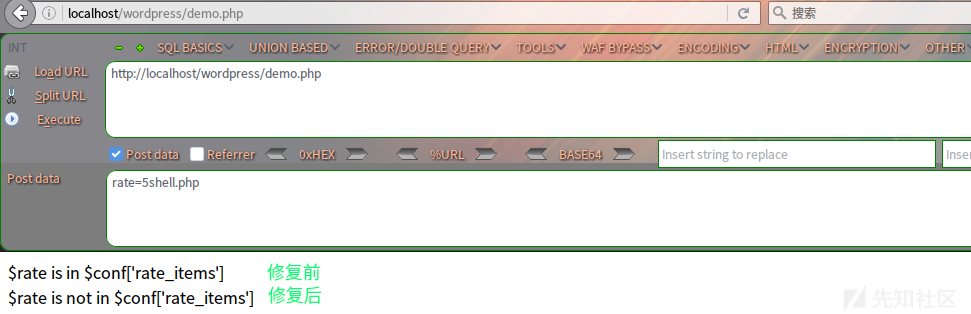 localhost/wordpress/demo.php
搜索
INT
SQL BASICS UNION BASED ERROR/DOUBLE QUERY TOOLS WAF BYPASS ENCODING HTML ENCRYPTION OTHER
Load URL
http://localhost/wordpress/demo.php
Split URL
Execute
Post data Referrer 0xHEX %URL BASE64 Insert string to replace Inser
Post data
rate=5shell.php
$rate is in $conf['rate_items'] 修复前
$rate is not in $conf['rate_items'] 修复后
先知社区